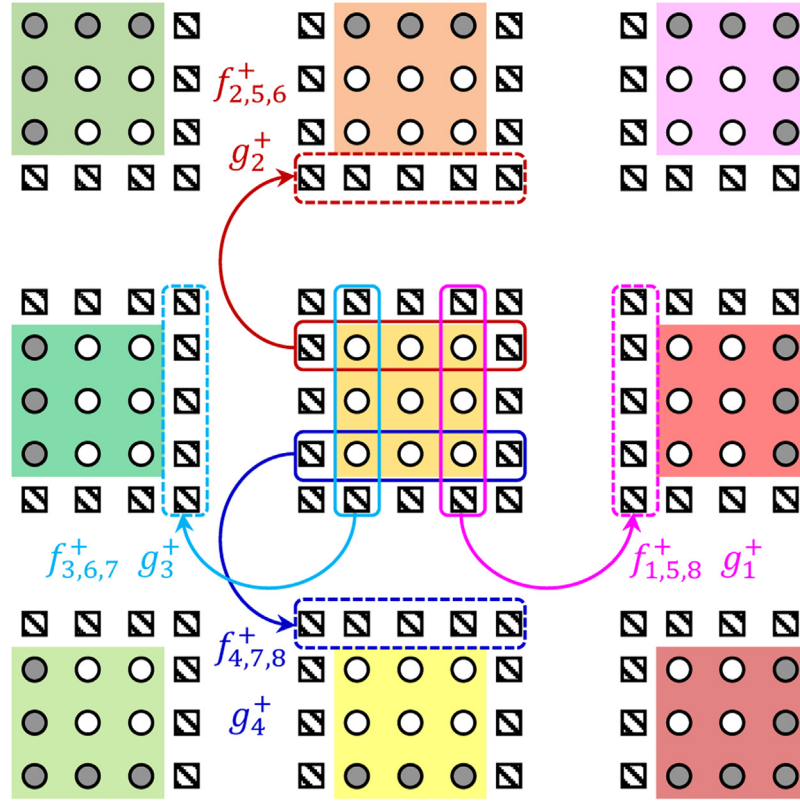 f⁺₂,₅,₆
g⁺₂
f⁺₃,₆,₇ g⁺₃
f⁺₁,₅,₈ g⁺₁
f⁺₄,₇,₈
g⁺₄